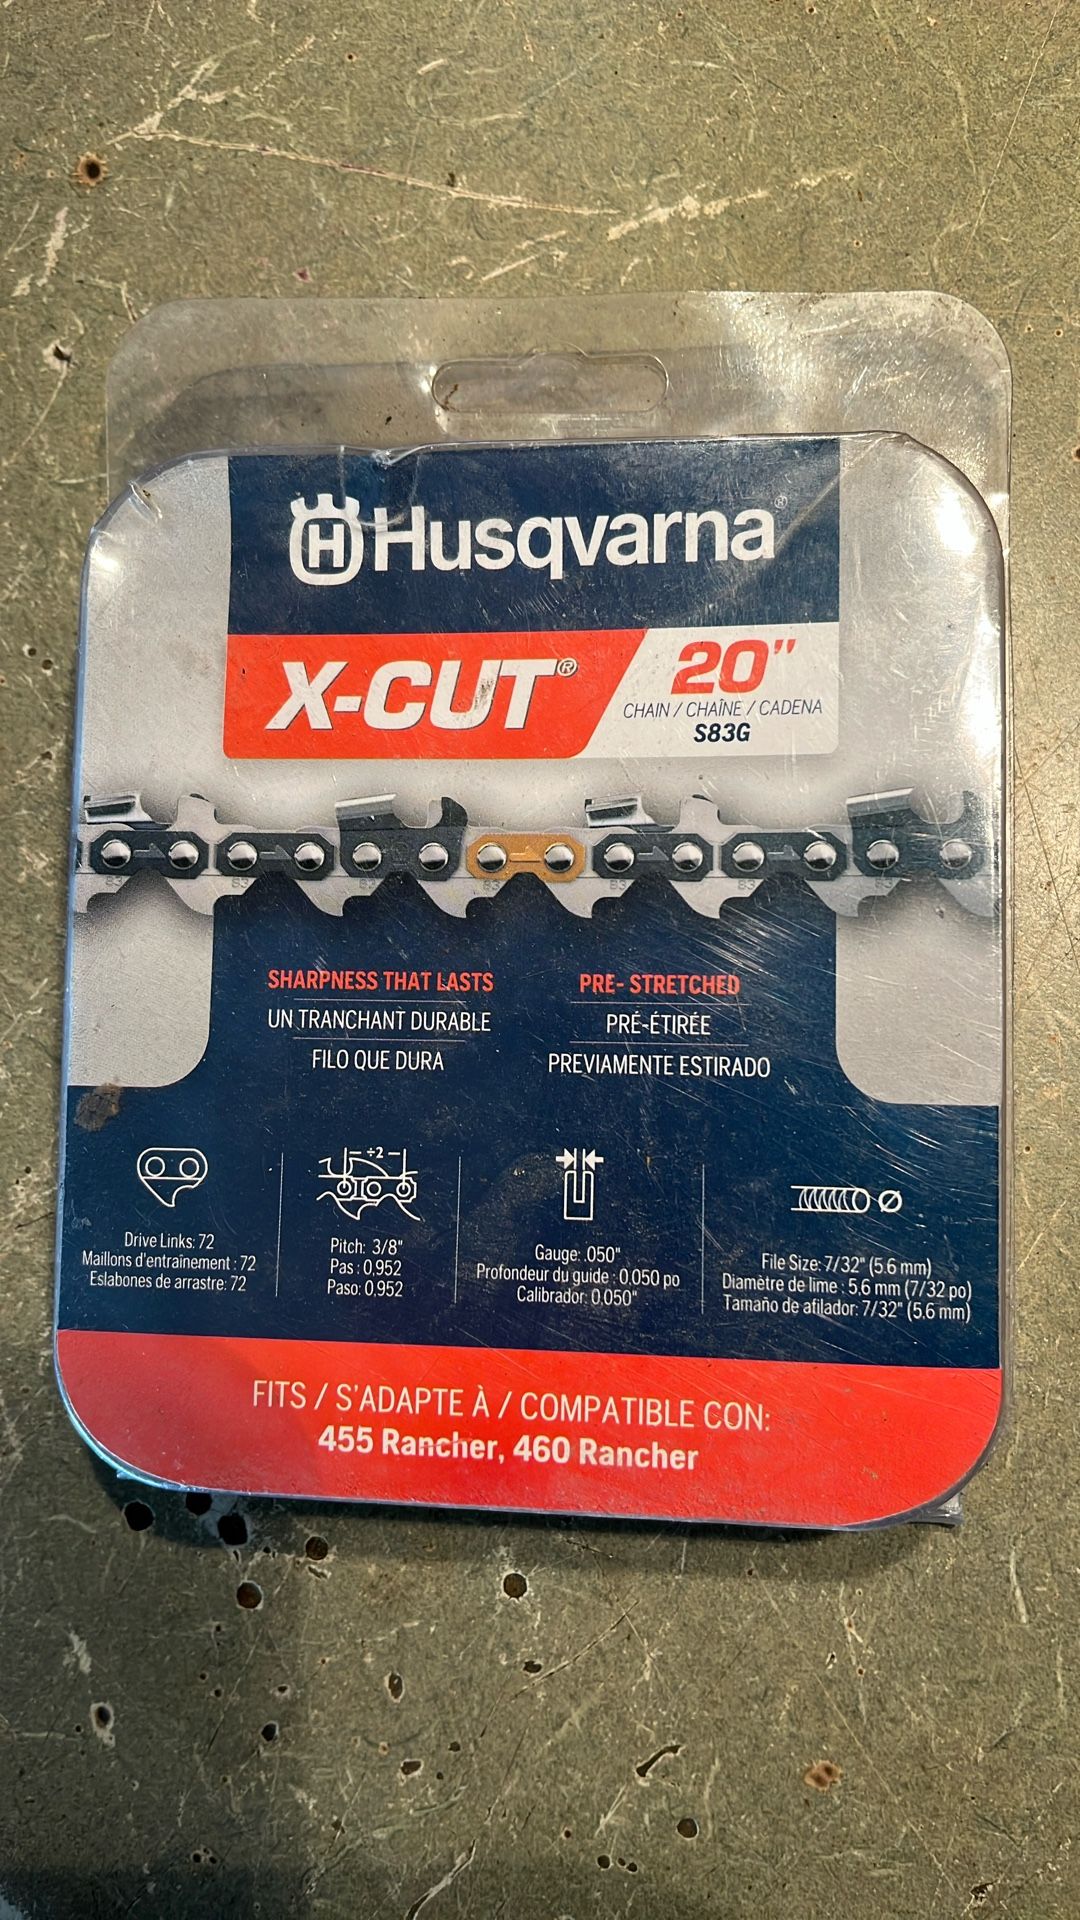 Husqvarna®
X-CUT®
20"
CHAIN / CHAÎNE / CADENA
S83G
SHARPNESS THAT LASTS
UN TRANCHANT DURABLE
FILO QUE DURA
PRE- STRETCHED
PRÉ-ÉTIRÉE
PREVIAMENTE ESTIRADO
÷2
Drive Links: 72
Maillons d'entraînement : 72
Eslabones de arrastre: 72
Pitch: 3/8"
Pas : 0,952
Paso: 0.952
Gauge: .050"
Profondeur du guide : 0,050 po
Calibrador: 0.050"
Ø
File Size: 7/32" (5.6 mm)
Diamètre de lime : 5,6 mm (7/32 po)
Tamaño de afilador: 7/32" (5.6 mm)
FITS / S'ADAPTE À / COMPATIBLE CON:
455 Rancher, 460 Rancher